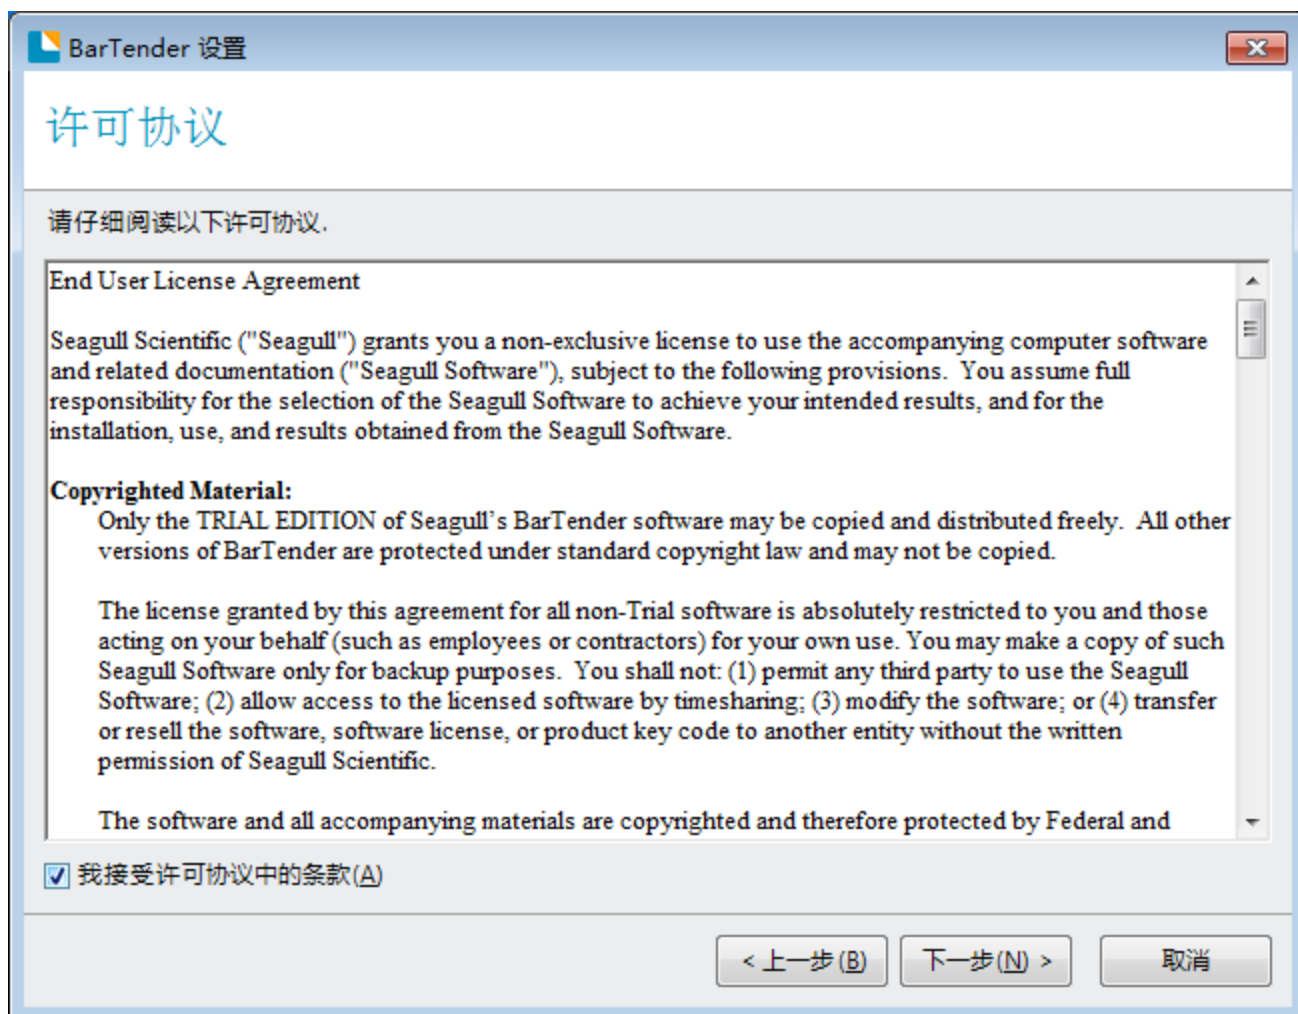 BarTender 设置
许可协议
请仔细阅读以下许可协议.
End User License Agreement
Seagull Scientific ("Seagull") grants you a non-exclusive license to use the accompanying computer software
and related documentation ("Seagull Software"), subject to the following provisions.  You assume full
responsibility for the selection of the Seagull Software to achieve your intended results, and for the
installation, use, and results obtained from the Seagull Software.
Copyrighted Material:
Only the TRIAL EDITION of Seagull’s BarTender software may be copied and distributed freely.  All other
versions of BarTender are protected under standard copyright law and may not be copied.
The license granted by this agreement for all non-Trial software is absolutely restricted to you and those
acting on your behalf (such as employees or contractors) for your own use. You may make a copy of such
Seagull Software only for backup purposes.  You shall not: (1) permit any third party to use the Seagull
Software; (2) allow access to the licensed software by timesharing; (3) modify the software; or (4) transfer
or resell the software, software license, or product key code to another entity without the written
permission of Seagull Scientific.
The software and all accompanying materials are copyrighted and therefore protected by Federal and
我接受许可协议中的条款(A)
< 上一步(B) 下一步(N) > 取消